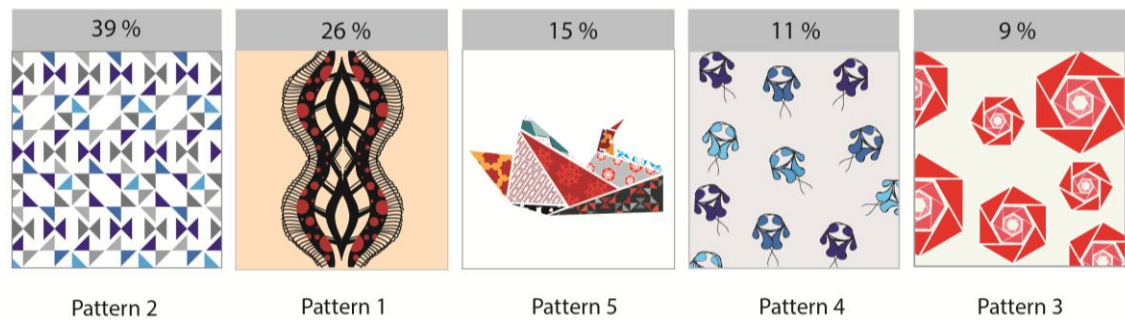 39 % 26 % 15 % 11 % 9 %
Pattern 2 Pattern 1 Pattern 5 Pattern 4 Pattern 3